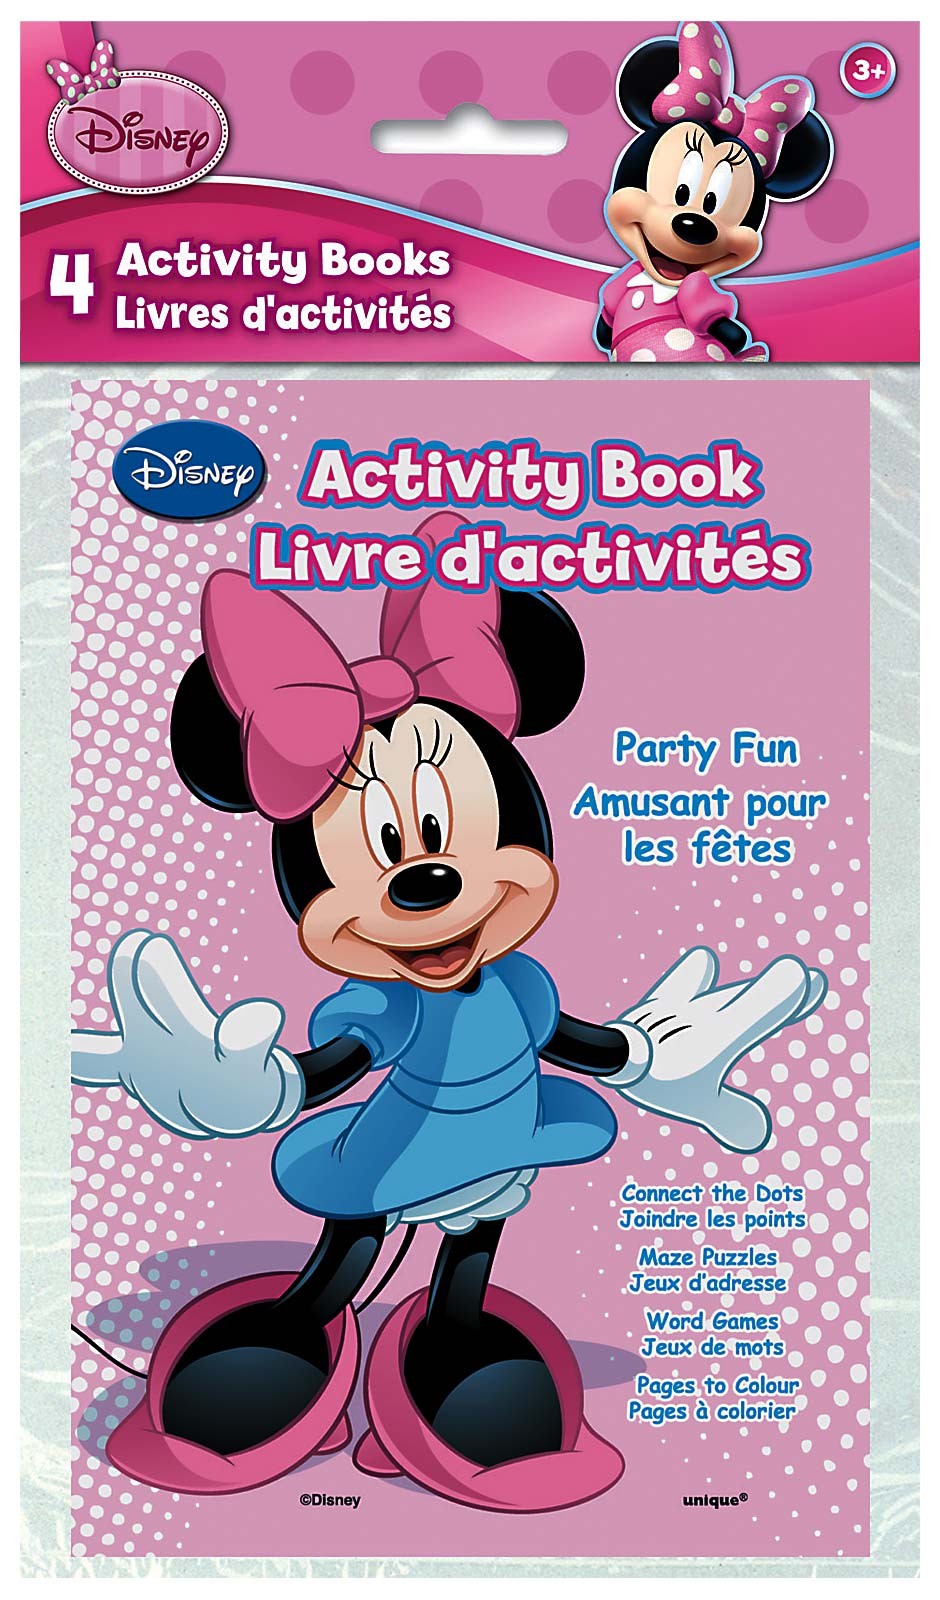 Disney
3+
4 Activity Books
Livres d'activités
Disney
Activity Book
Livre d'activités
Party Fun
Amusant pour
les fêtes
Connect the Dots
Joindre les points
Maze Puzzles
Jeux d'adresse
Word Games
Jeux de mots
Pages to Colour
Pages à colorier
©Disney
unique®